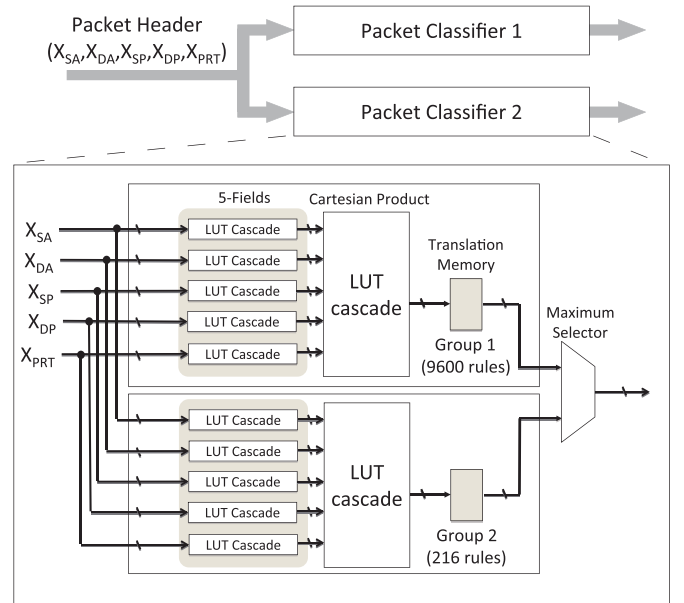 Packet Header
(XSA,XDA,XSP,XDP,XPRT)
Packet Classifier 1
Packet Classifier 2
5-Fields
Cartesian Product
XSA
XDA
XSP
XDP
XPRT
LUT Cascade
LUT Cascade
LUT Cascade
LUT Cascade
LUT Cascade
LUT
cascade
Translation
Memory
Group 1
(9600 rules)
Maximum
Selector
LUT Cascade
LUT Cascade
LUT Cascade
LUT Cascade
LUT Cascade
LUT
cascade
Group 2
(216 rules)